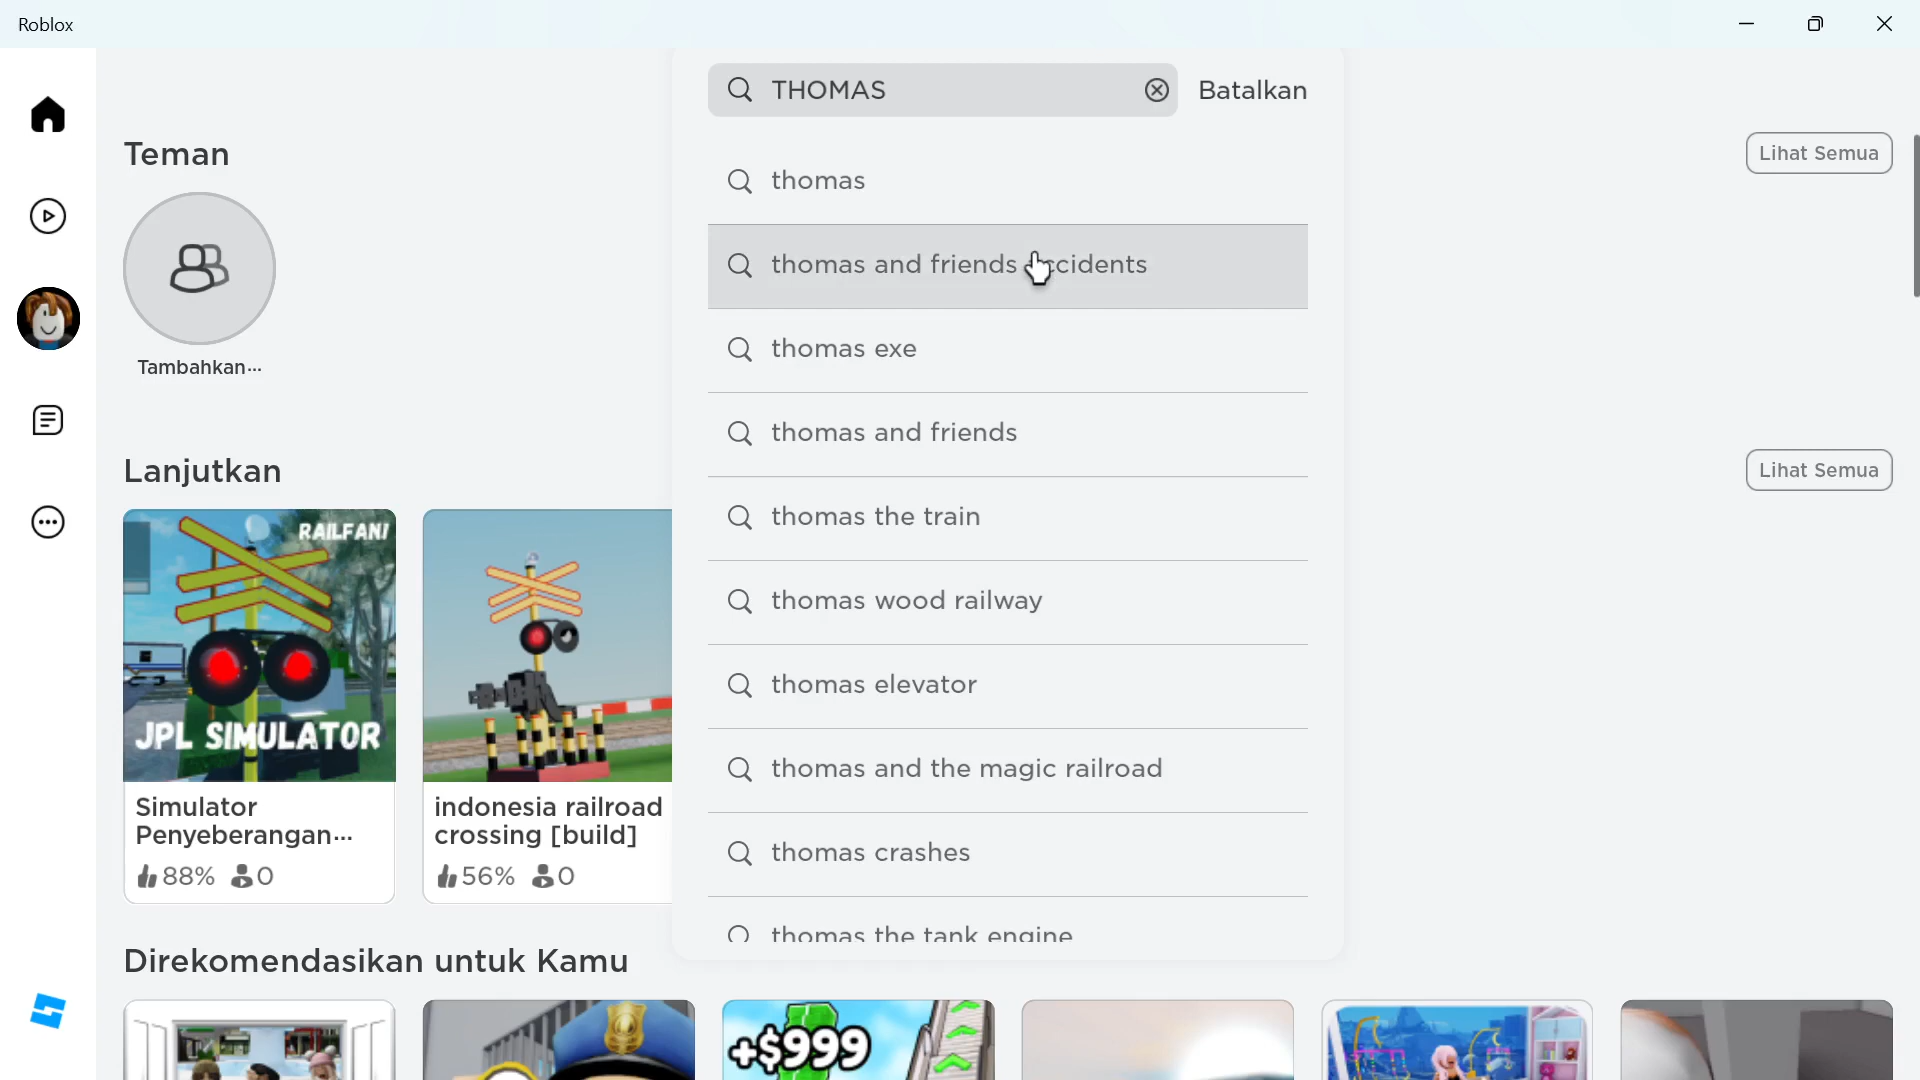 Roblox
THOMAS
Batalkan
Teman
Lihat Semua
thomas
thomas and friends accidents
thomas exe
Tambahkan...
thomas and friends
Lanjutkan
Lihat Semua
thomas the train
RAILFANI
JPL SIMULATOR
thomas wood railway
thomas elevator
thomas and the magic railroad
Simulator
Penyeberangan...
88% 0
indonesia railroad
crossing [build]
56% 0
thomas crashes
thomas the tank engine
Direkomendasikan untuk Kamu
+$999